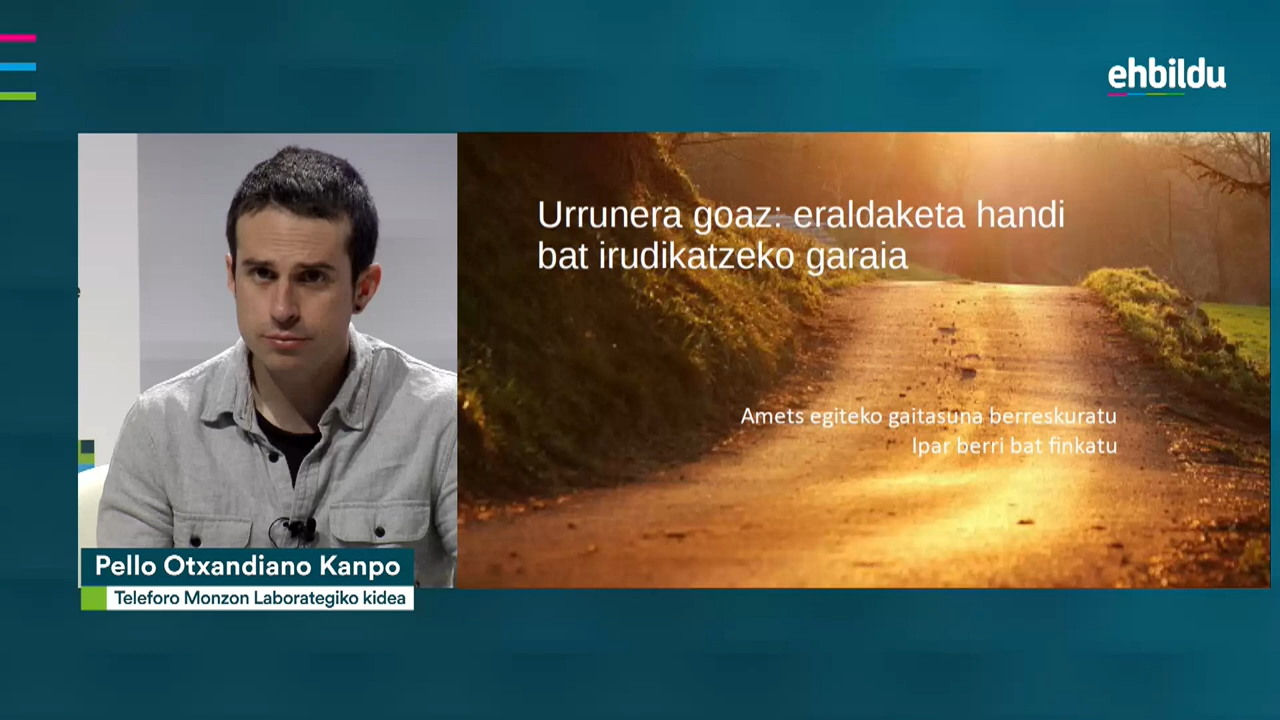 ehbildu
Urrunera goaz: eraldaketa handi
bat irudikatzeko garaia
Amets egiteko gaitasuna berreskuratu
Ipar berri bat finkatu
Pello Otxandiano Kanpo
Teleforo Monzon Laborategiko kidea